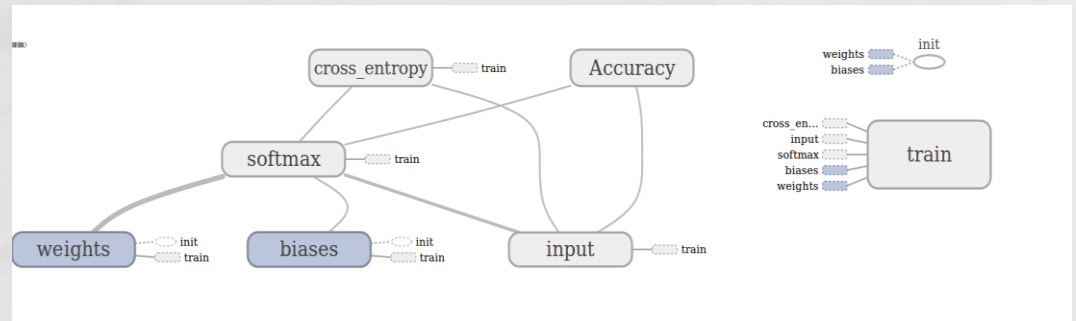 cross_entropy
train
Accuracy
weights
biases
init
cross_en...
input
softmax
biases
weights
train
softmax
train
weights
init
train
biases
init
train
input
train